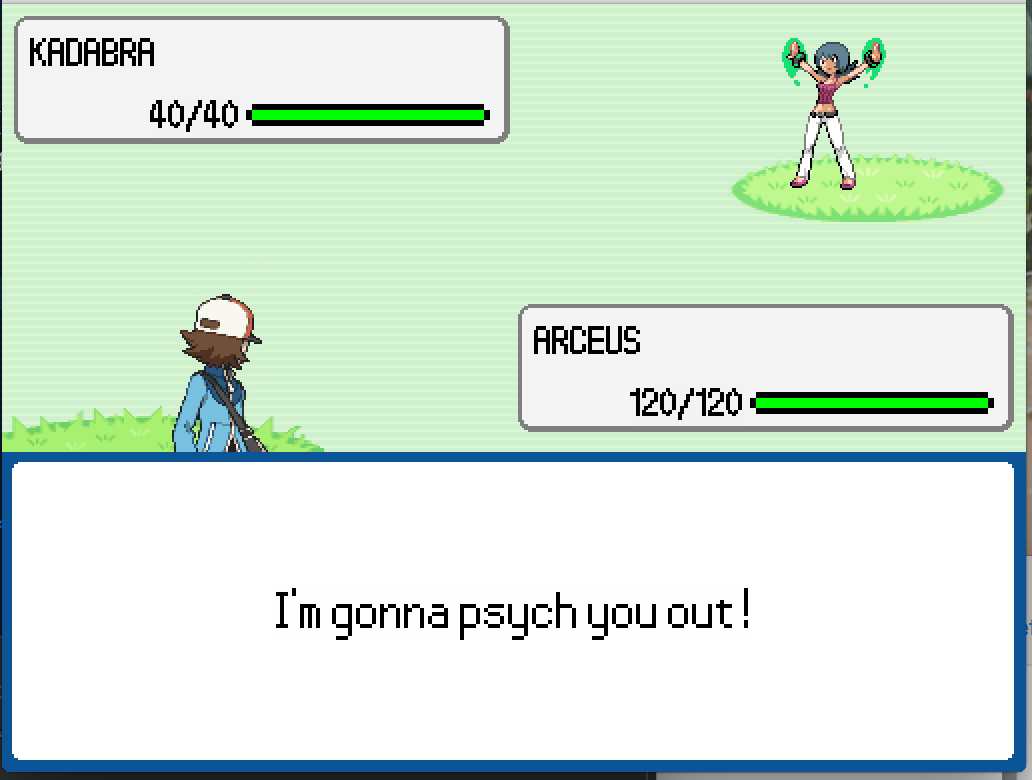 KADABRA
40/40
ARCEUS
120/120
I'm gonna psych you out!